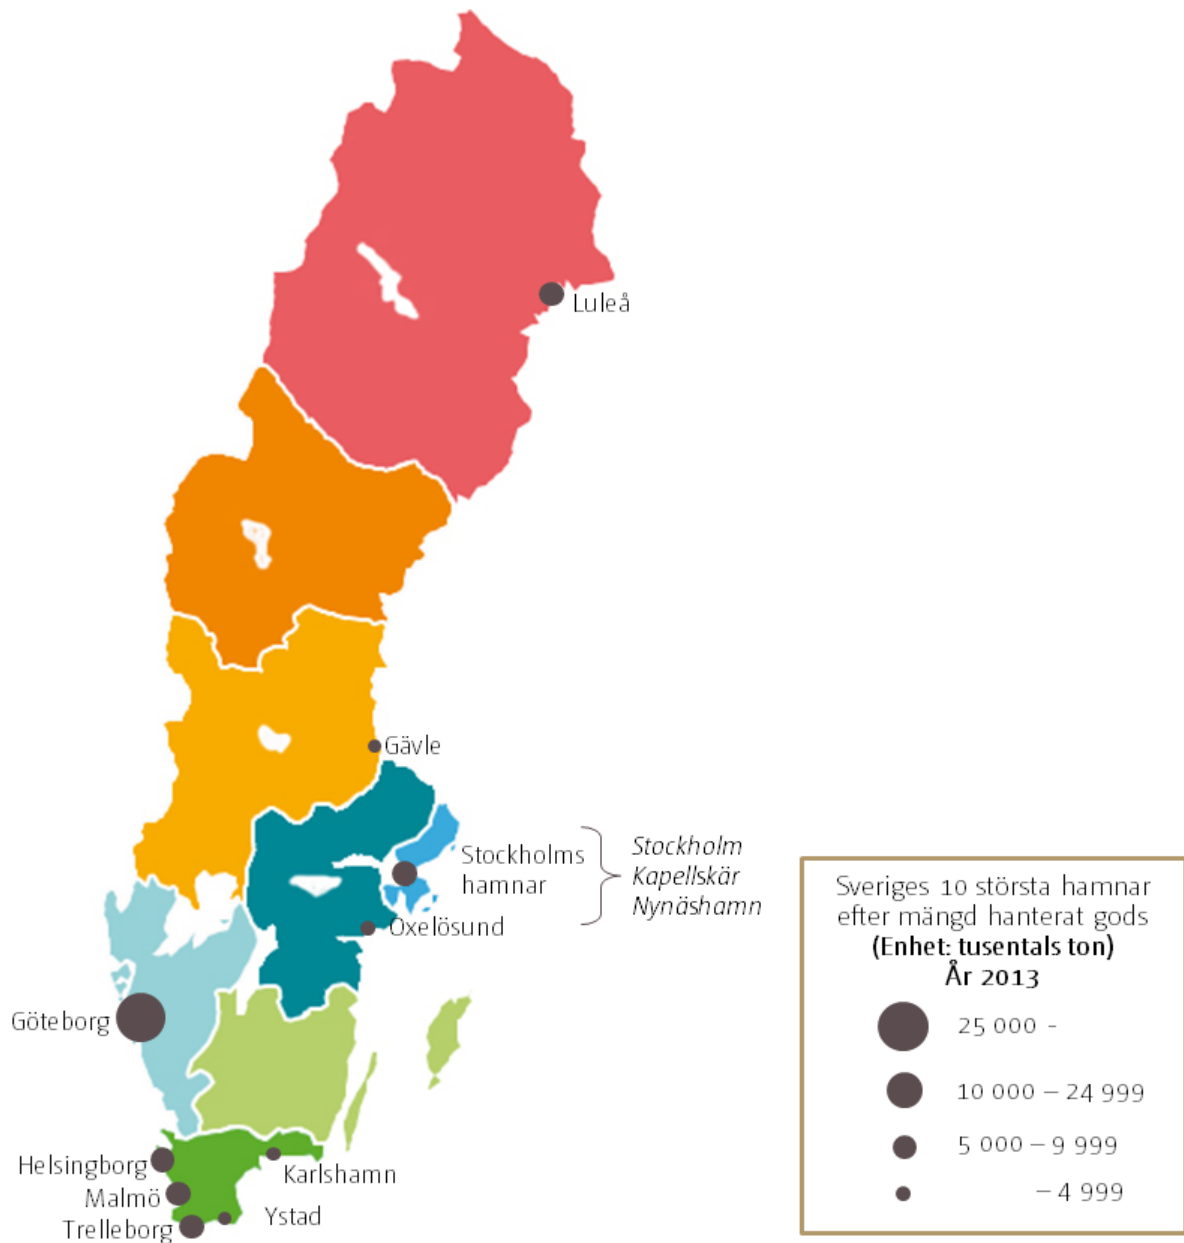 Luleå
Gävle
Stockholms
hamnar
Stockholm
Kapellskär
Nynäshamn
Oxelösund
Göteborg
Helsingborg
Malmö
Trelleborg
Karlshamn
Ystad
Sveriges 10 största hamnar
efter mängd hanterat gods
(Enhet: tusentals ton)
År 2013
25 000 -
10 000 – 24 999
5 000 – 9 999
– 4 999